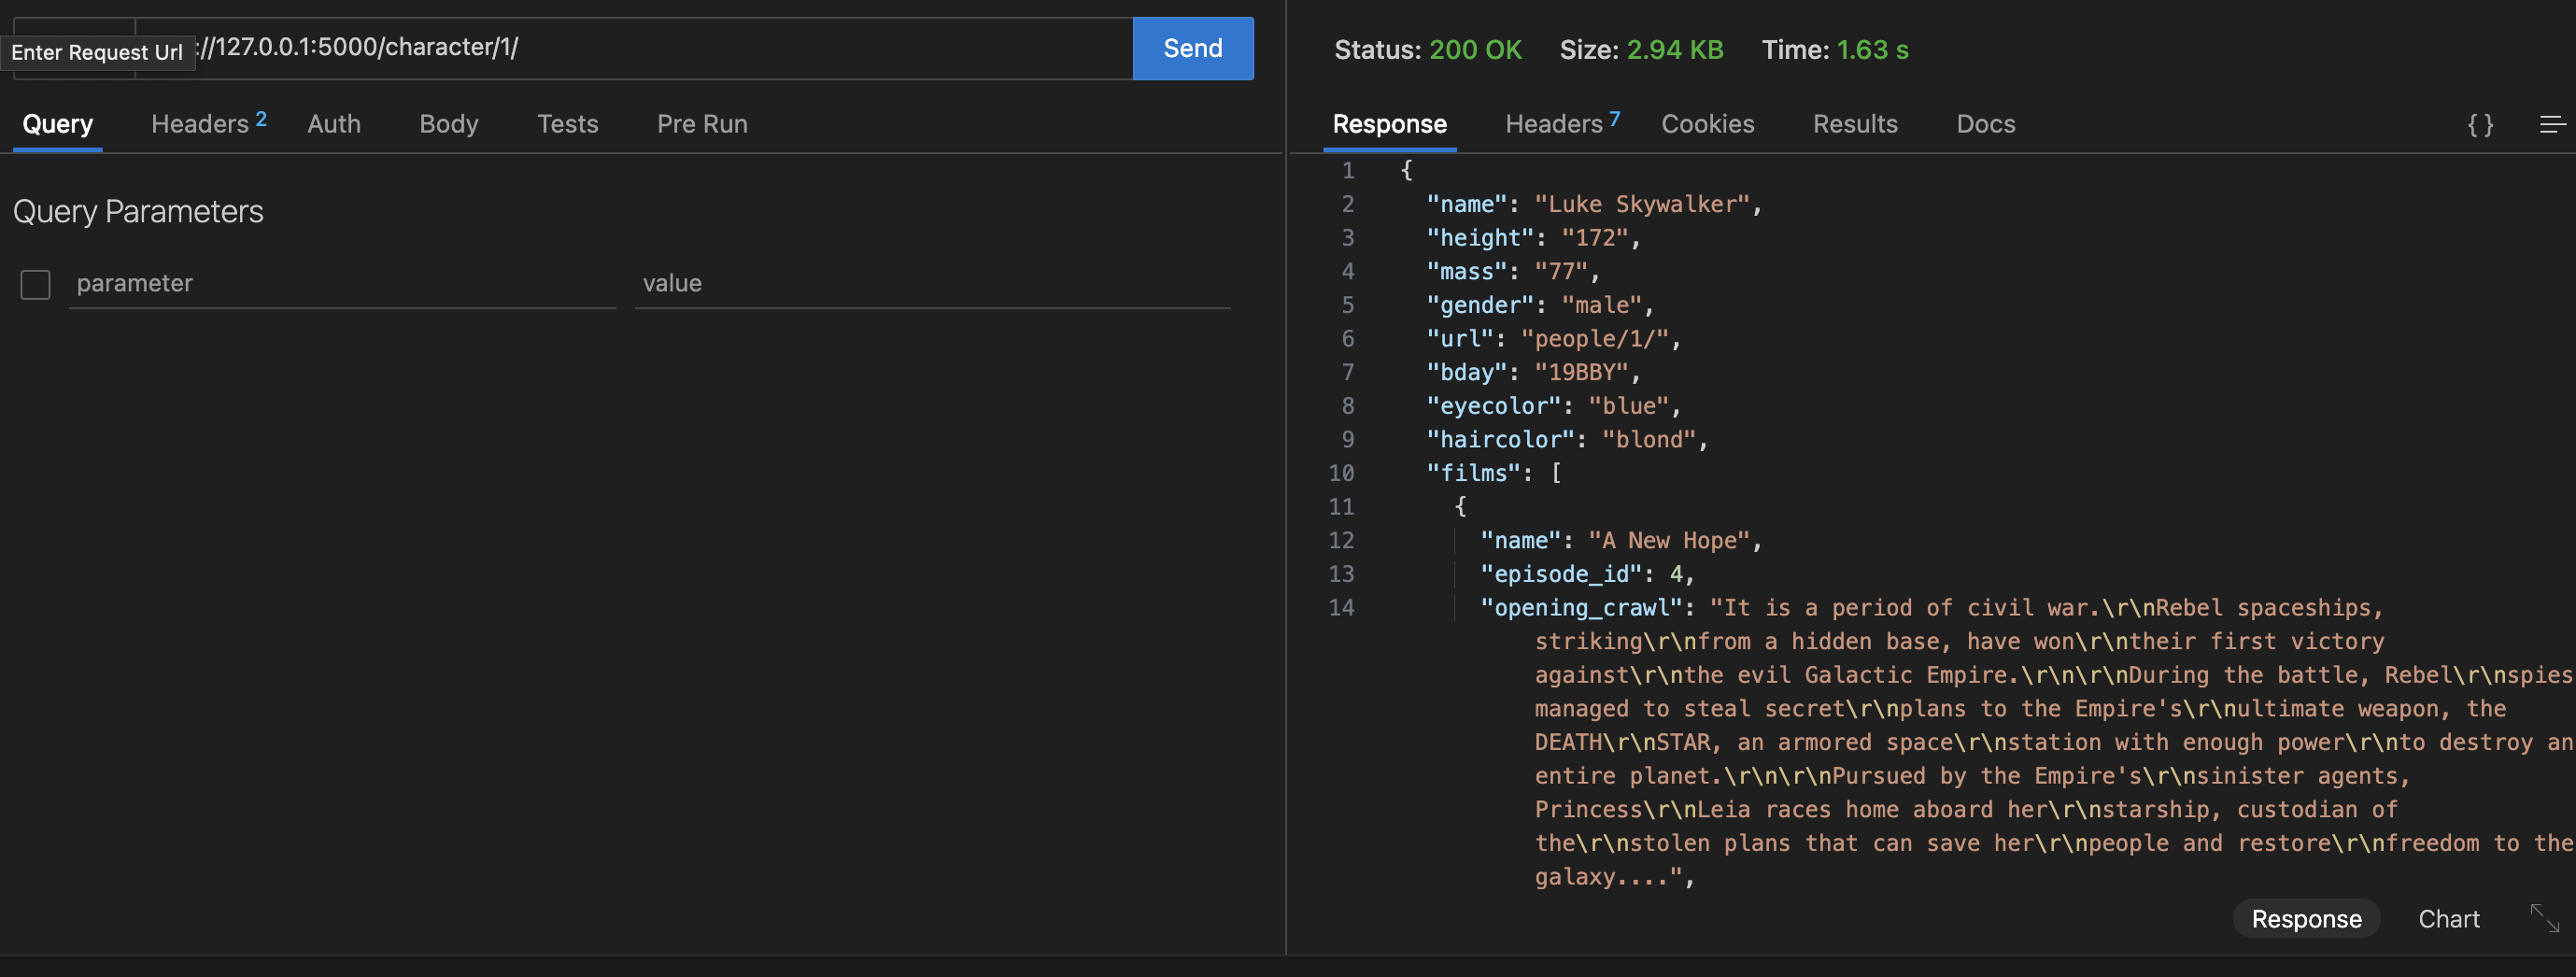 Enter Request Url
://127.0.0.1:5000/character/1/
Send
Query
Headers 2
Auth
Body
Tests
Pre Run
Query Parameters
parameter
value
Status: 200 OK
Size: 2.94 KB
Time: 1.63 s
Response
Headers 7
Cookies
Results
Docs
{ }
1 {
2 "name": "Luke Skywalker",
3 "height": "172",
4 "mass": "77",
5 "gender": "male",
6 "url": "people/1/",
7 "bday": "19BBY",
8 "eyecolor": "blue",
9 "haircolor": "blond",
10 "films": [
11 {
12 "name": "A New Hope",
13 "episode_id": 4,
14 "opening_crawl": "It is a period of civil war.\r\nRebel spaceships,
striking\r\nfrom a hidden base, have won\r\ntheir first victory
against\r\nthe evil Galactic Empire.\r\n\r\nDuring the battle, Rebel\r\nspies
managed to steal secret\r\nplans to the Empire's\r\nultimate weapon, the
DEATH\r\nSTAR, an armored space\r\nstation with enough power\r\nto destroy an
entire planet.\r\n\r\nPursued by the Empire's\r\nsinister agents,
Princess\r\nLeia races home aboard her\r\nstarship, custodian of
the\r\nstolen plans that can save her\r\npeople and restore\r\nfreedom to the
galaxy....",
Response
Chart